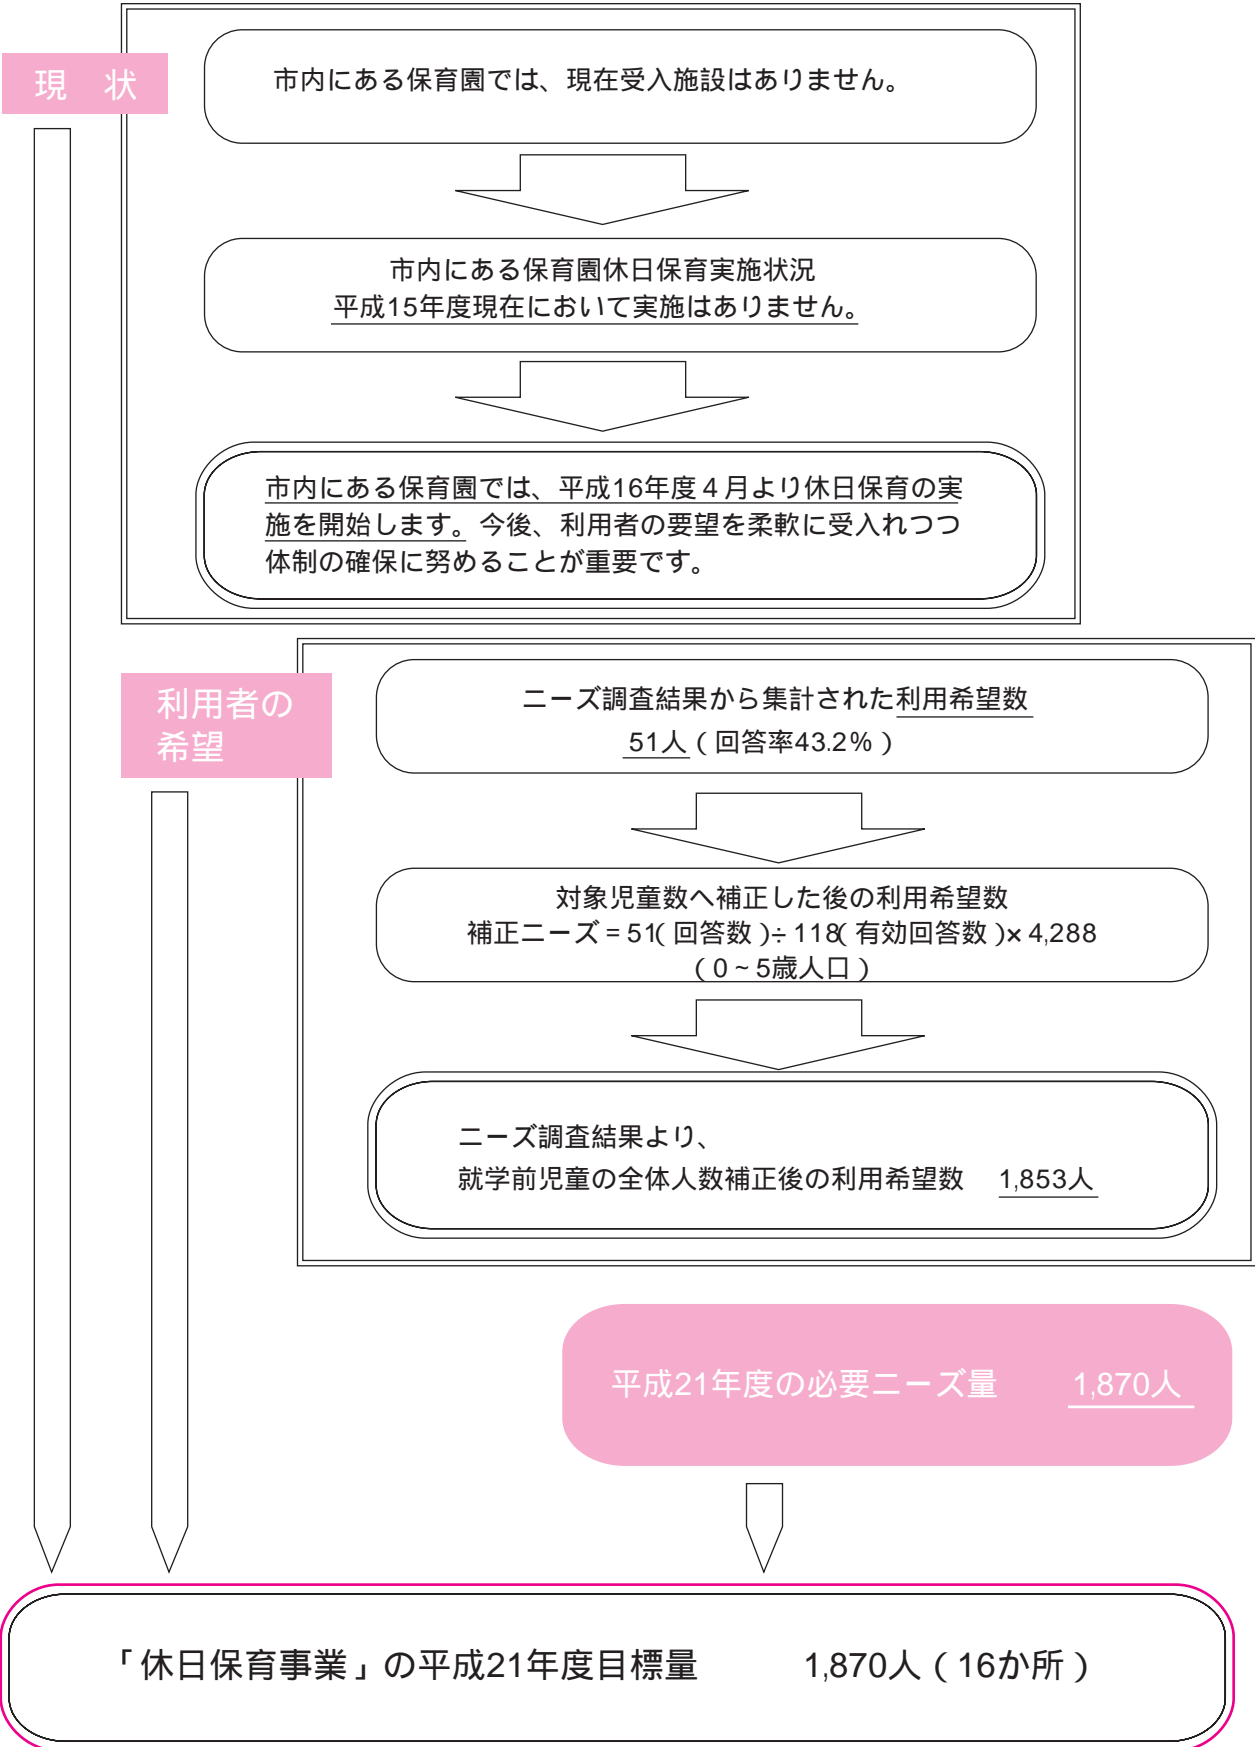 現　状
市内にある保育園では、現在受入施設はありません。
市内にある保育園休日保育実施状況
平成15年度現在において実施はありません。
市内にある保育園では、平成16年度４月より休日保育の実
施を開始します。今後、利用者の要望を柔軟に受入れつつ
体制の確保に努めることが重要です。
利用者の
希望
ニーズ調査結果から集計された利用希望数
51人（回答率43.2％）
対象児童数へ補正した後の利用希望数
補正ニーズ＝51（回答数）÷118（有効回答数）×4,288
（0～5歳人口）
ニーズ調査結果より、
就学前児童の全体人数補正後の利用希望数　1,853人
平成21年度の必要ニーズ量　1,870人
「休日保育事業」の平成21年度目標量　1,870人（16か所）